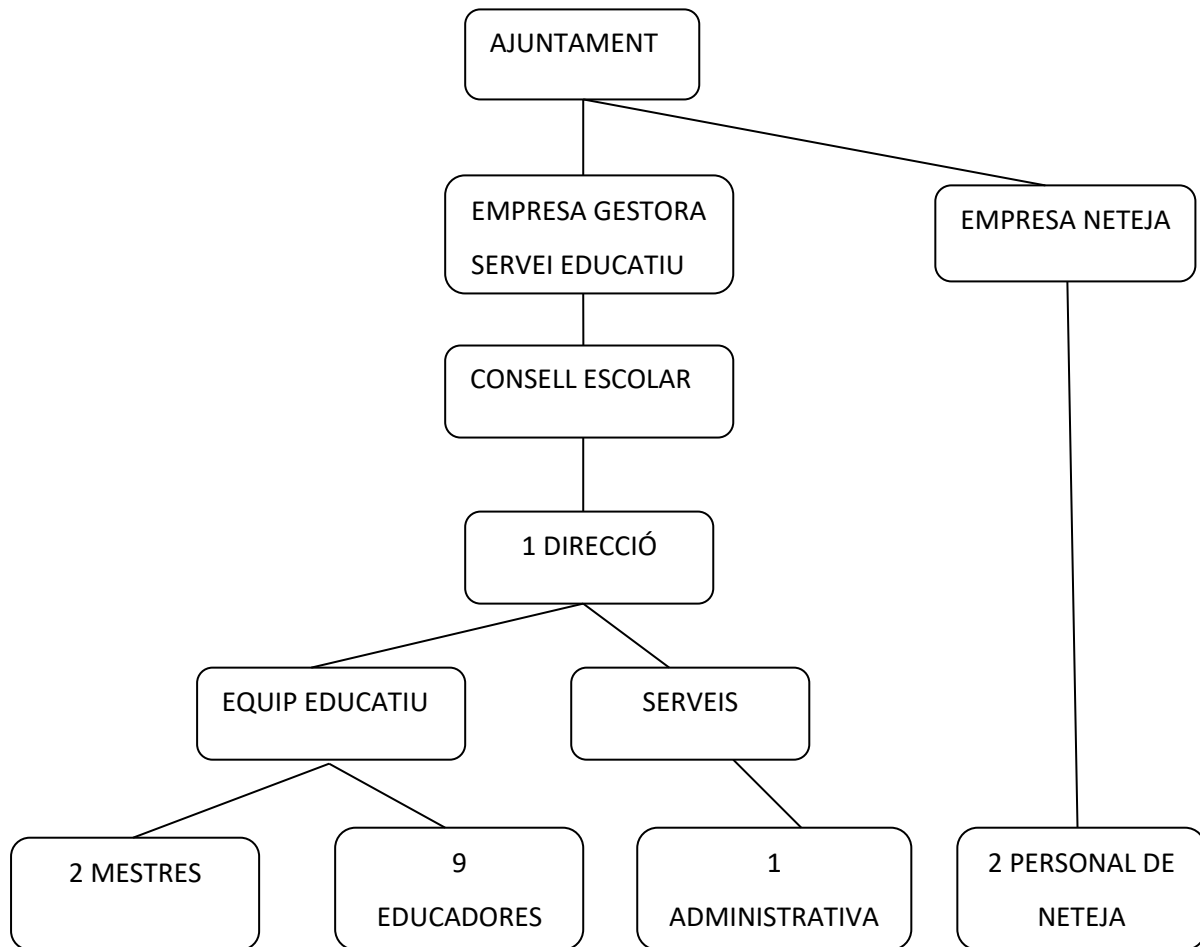 AJUNTAMENT
EMPRESA GESTORA
SERVEI EDUCATIU
EMPRESA NETEJA
CONSELL ESCOLAR
1 DIRECCIÓ
EQUIP EDUCATIU
SERVEIS
2 MESTRES
9
EDUCADORES
1
ADMINISTRATIVA
2 PERSONAL DE
NETEJA